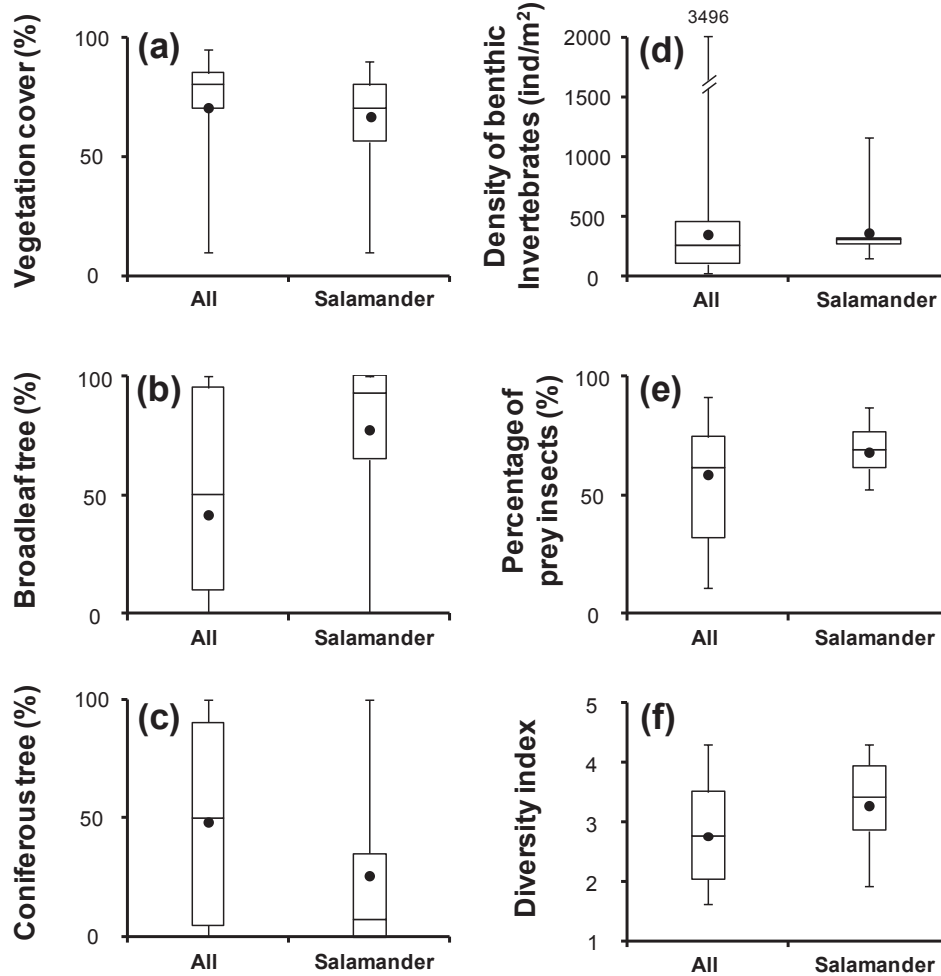 Vegetation cover (%)
(a)
100
50
0
All
Salamander
Density of benthic
Invertebrates (ind/m²)
3496
(d)
2000
1500
1000
500
0
All
Salamander
Broadleaf tree (%)
(b)
100
50
0
All
Salamander
Percentage of
prey insects (%)
(e)
100
50
0
All
Salamander
Coniferous tree (%)
(c)
100
50
0
All
Salamander
Diversity index
(f)
5
4
3
2
1
All
Salamander